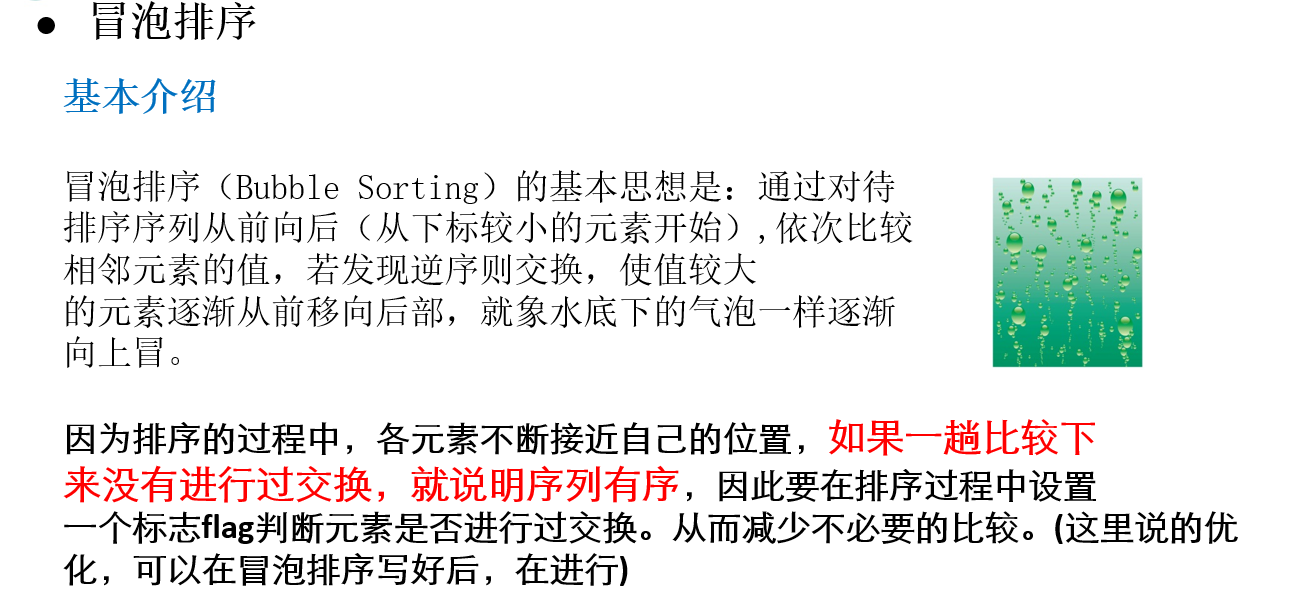 ● 冒泡排序
基本介绍
冒泡排序（Bubble Sorting）的基本思想是：通过对待
排序序列从前向后（从下标较小的元素开始）,依次比较
相邻元素的值，若发现逆序则交换，使值较大
的元素逐渐从前移向后部，就象水底下的气泡一样逐渐
向上冒。
因为排序的过程中，各元素不断接近自己的位置，如果一趟比较下
来没有进行过交换，就说明序列有序，因此要在排序过程中设置
一个标志flag判断元素是否进行过交换。从而减少不必要的比较。(这里说的优
化，可以在冒泡排序写好后，在进行)